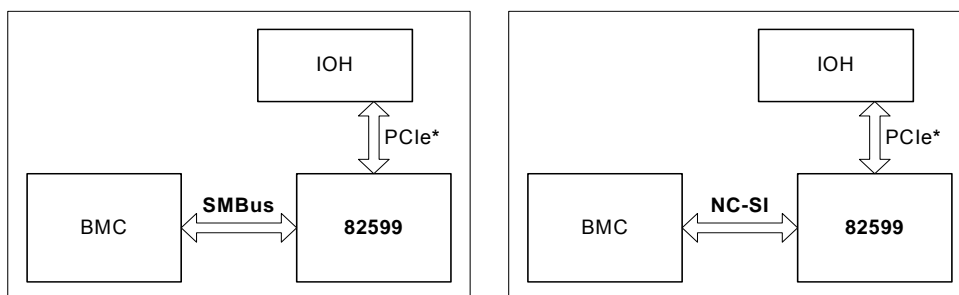 IOH
PCIe*
SMBus
BMC
82599
IOH
PCIe*
NC-SI
BMC
82599